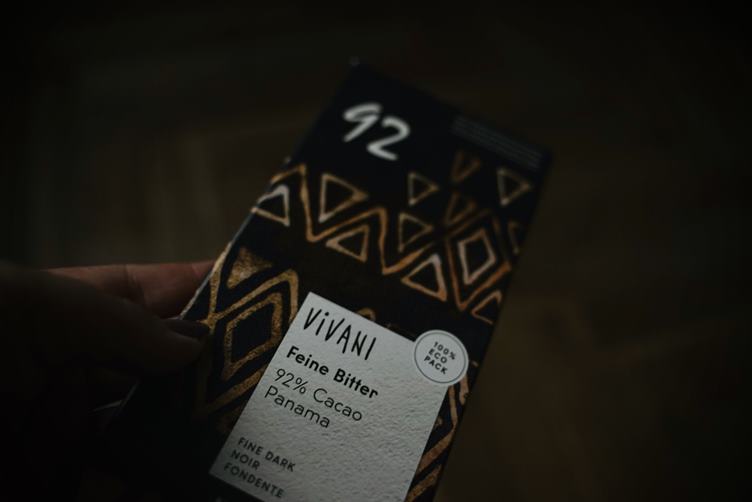 92
ViVANI
100%
ECO
PACK
Feine Bitter
92% Cacao
Panama
FINE DARK
NOIR
FONDENTE